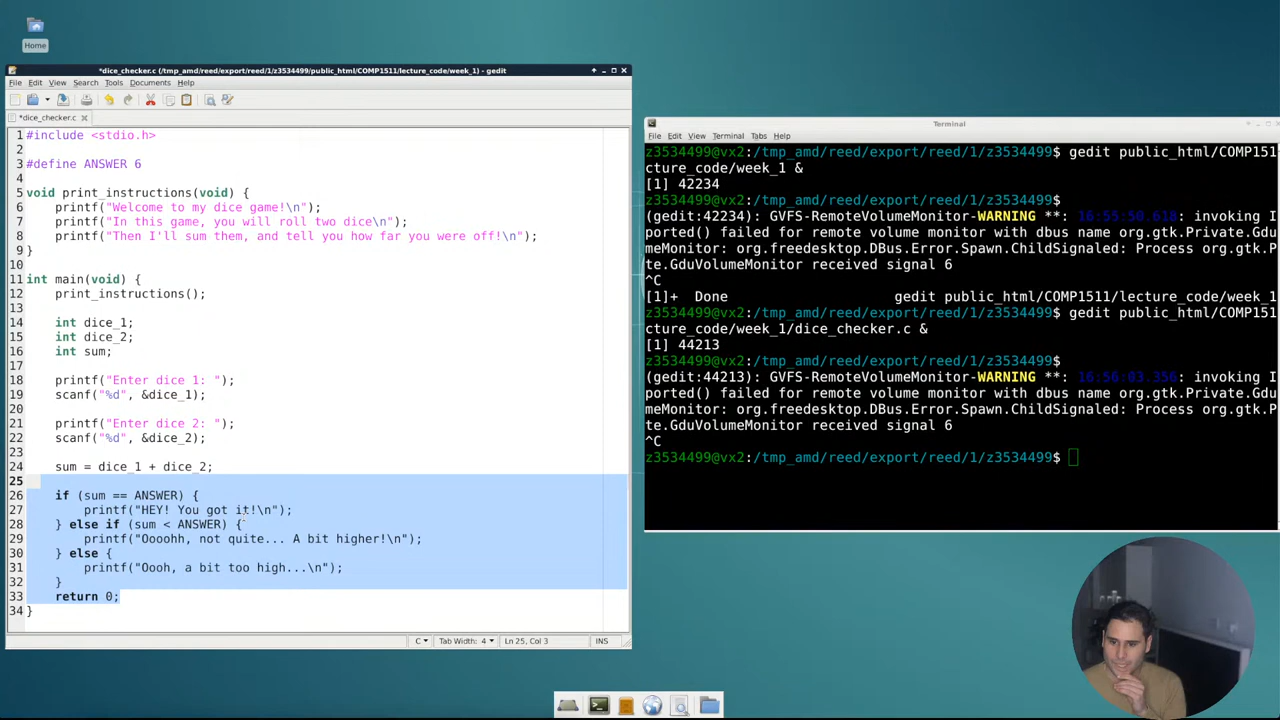 Home
*dice_checker.c (/tmp_amd/reed/export/reed/1/z3534499/public_html/COMP1511/lecture_code/week_1) - gedit
File Edit View Search Tools Documents Help
*dice_checker.c
1 #include <stdio.h>
2
3 #define ANSWER 6
4
5 void print_instructions(void) {
6 printf("Welcome to my dice game!\n");
7 printf("In this game, you will roll two dice\n");
8 printf("Then I'll sum them, and tell you how far you were off!\n");
9 }
10
11 int main(void) {
12 print_instructions();
13
14 int dice_1;
15 int dice_2;
16 int sum;
17
18 printf("Enter dice 1: ");
19 scanf("%d", &dice_1);
20
21 printf("Enter dice 2: ");
22 scanf("%d", &dice_2);
23
24 sum = dice_1 + dice_2;
25
26 if (sum == ANSWER) {
27 printf("HEY! You got it!\n");
28 } else if (sum < ANSWER) {
29 printf("Oooohh, not quite... A bit higher!\n");
30 } else {
31 printf("Oooh, a bit too high...\n");
32 }
33 return 0;
34 }
C Tab Width: 4 Ln 25, Col 3 INS
Terminal
File Edit View Terminal Tabs Help
z3534499@vx2:/tmp_amd/reed/export/reed/1/z3534499$ gedit public_html/COMP151
cture_code/week_1 &
[1] 42234
z3534499@vx2:/tmp_amd/reed/export/reed/1/z3534499$
(gedit:42234): GVFS-RemoteVolumeMonitor-WARNING **: 16:55:50.618: invoking I
ported() failed for remote volume monitor with dbus name org.gtk.Private.Gdu
eMonitor: org.freedesktop.DBus.Error.Spawn.ChildSignaled: Process org.gtk.Pr
te.GduVolumeMonitor received signal 6
^C
[1]+ Done gedit public_html/COMP1511/lecture_code/week_1
z3534499@vx2:/tmp_amd/reed/export/reed/1/z3534499$ gedit public_html/COMP151
cture_code/week_1/dice_checker.c &
[1] 44213
z3534499@vx2:/tmp_amd/reed/export/reed/1/z3534499$
(gedit:44213): GVFS-RemoteVolumeMonitor-WARNING **: 16:56:03.356: invoking I
ported() failed for remote volume monitor with dbus name org.gtk.Private.Gdu
eMonitor: org.freedesktop.DBus.Error.Spawn.ChildSignaled: Process org.gtk.Pr
te.GduVolumeMonitor received signal 6
^C
z3534499@vx2:/tmp_amd/reed/export/reed/1/z3534499$